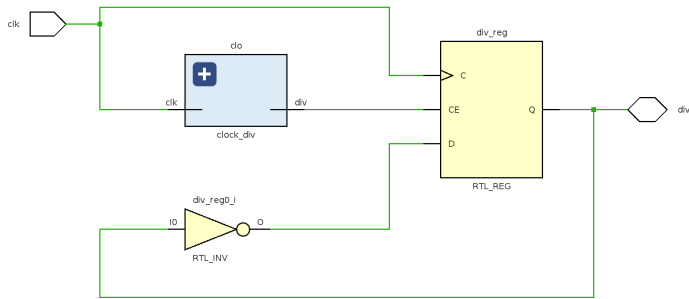 clk
clo
clk
div
clock_div
div_reg
C
CE
D
Q
RTL_REG
div
div_reg0_i
I0
O
RTL_INV